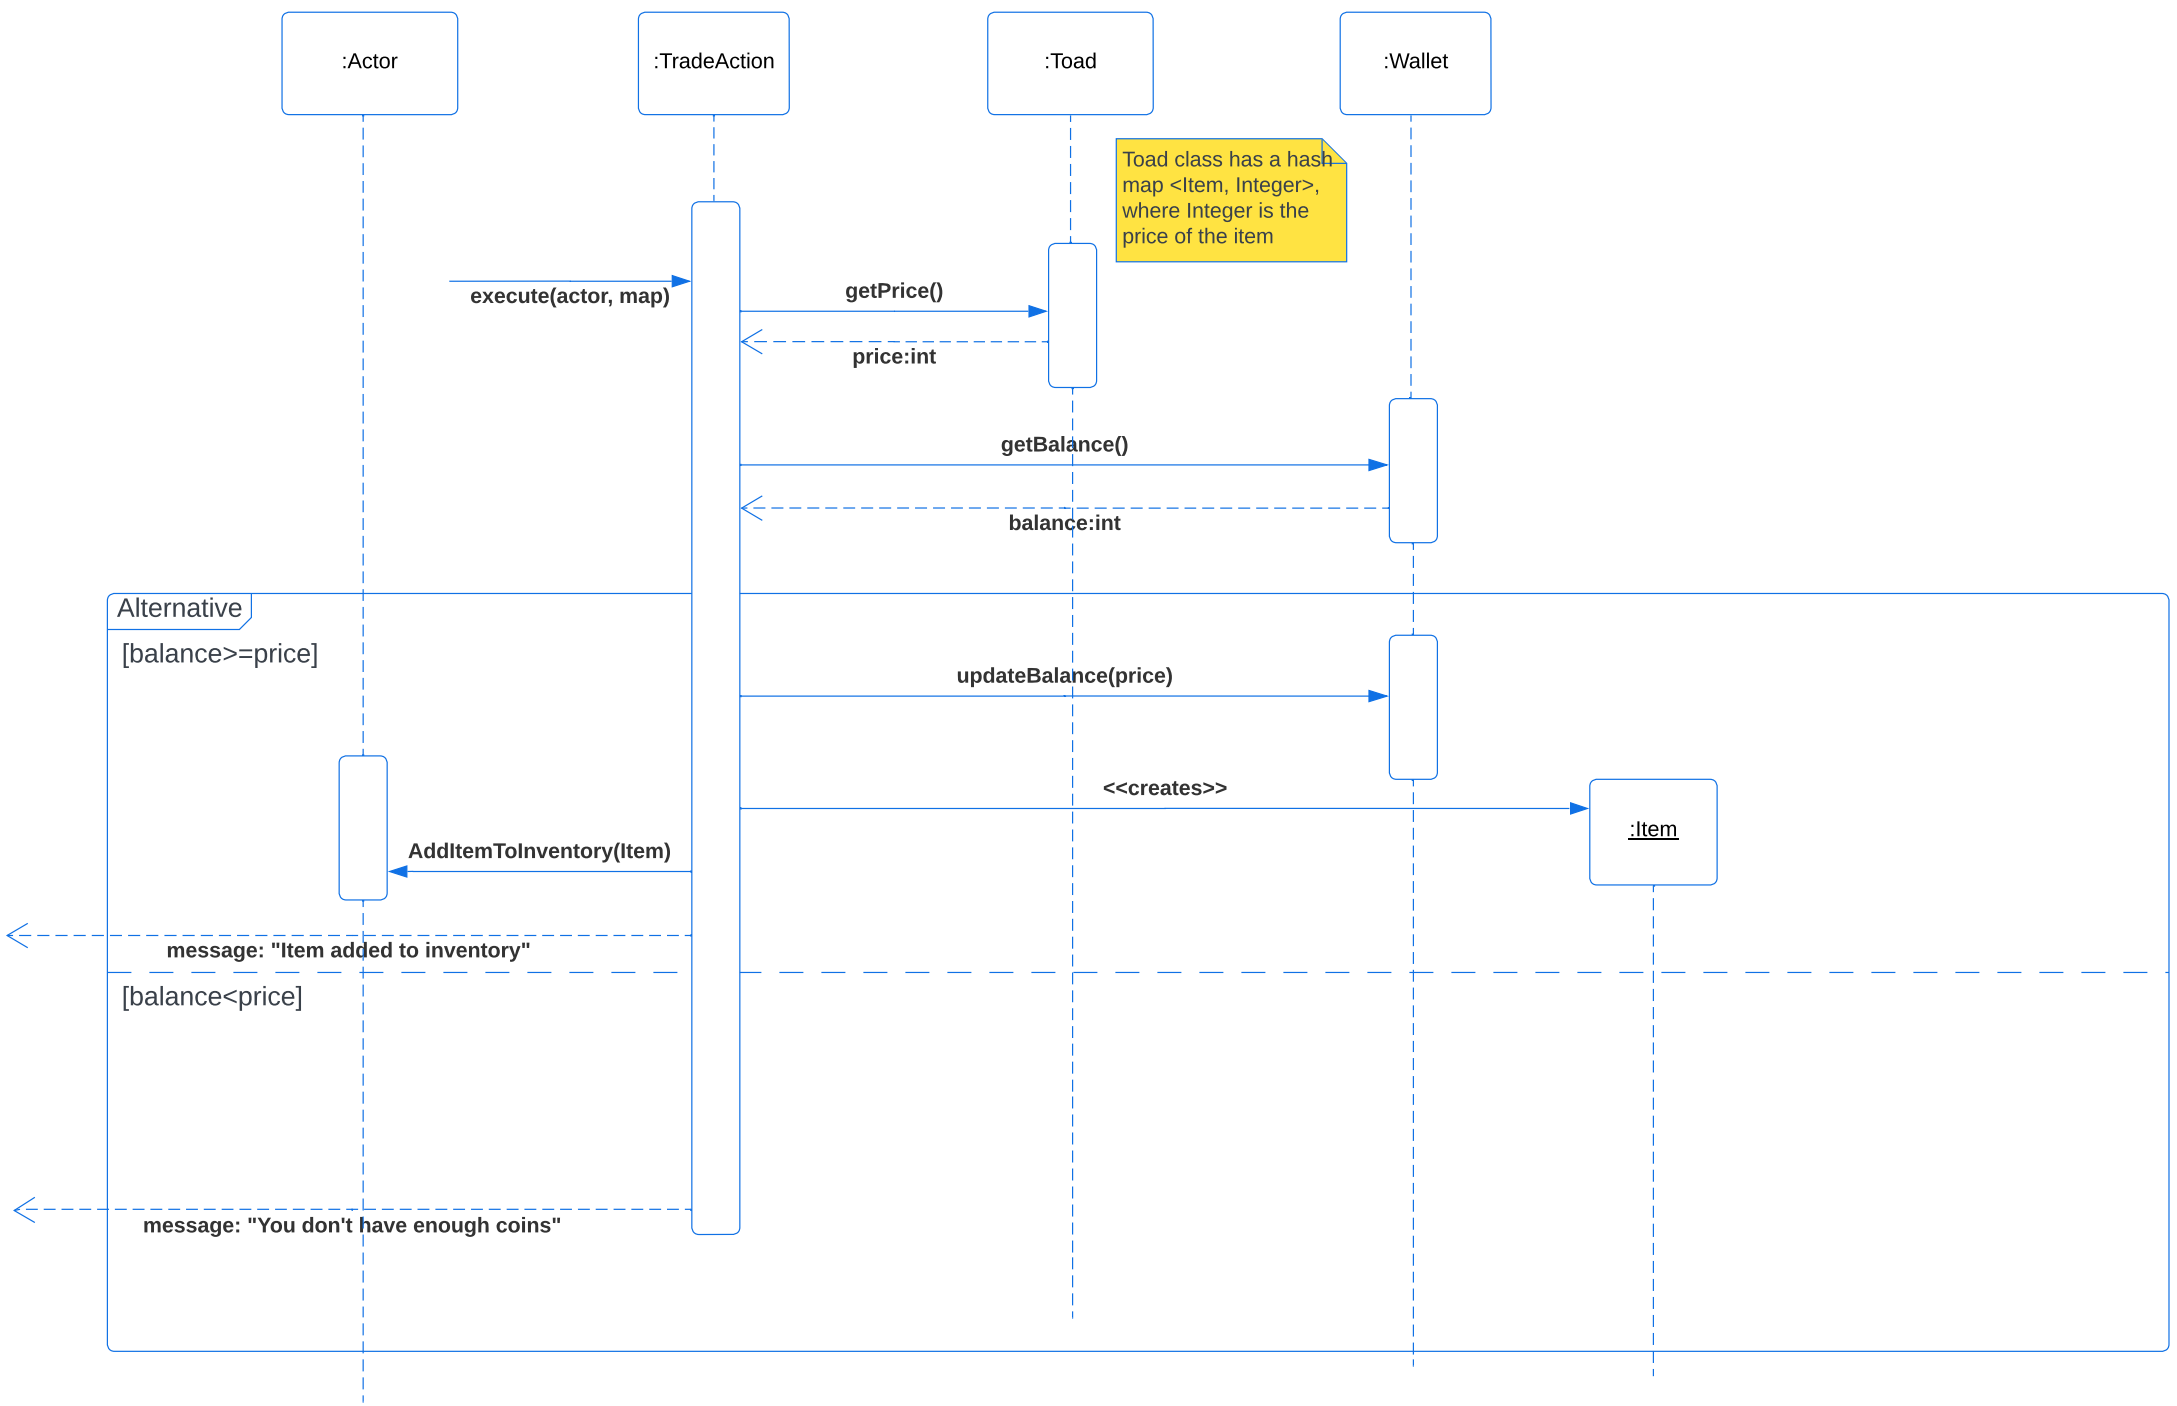 :Actor
:TradeAction
:Toad
:Wallet
Toad class has a hash
map <Item, Integer>,
where Integer is the
price of the item
execute(actor, map)
getPrice()
price:int
getBalance()
balance:int
Alternative
[balance>=price]
updateBalance(price)
<<creates>>
:Item
AddItemToInventory(Item)
message: "Item added to inventory"
[balance<price]
message: "You don't have enough coins"